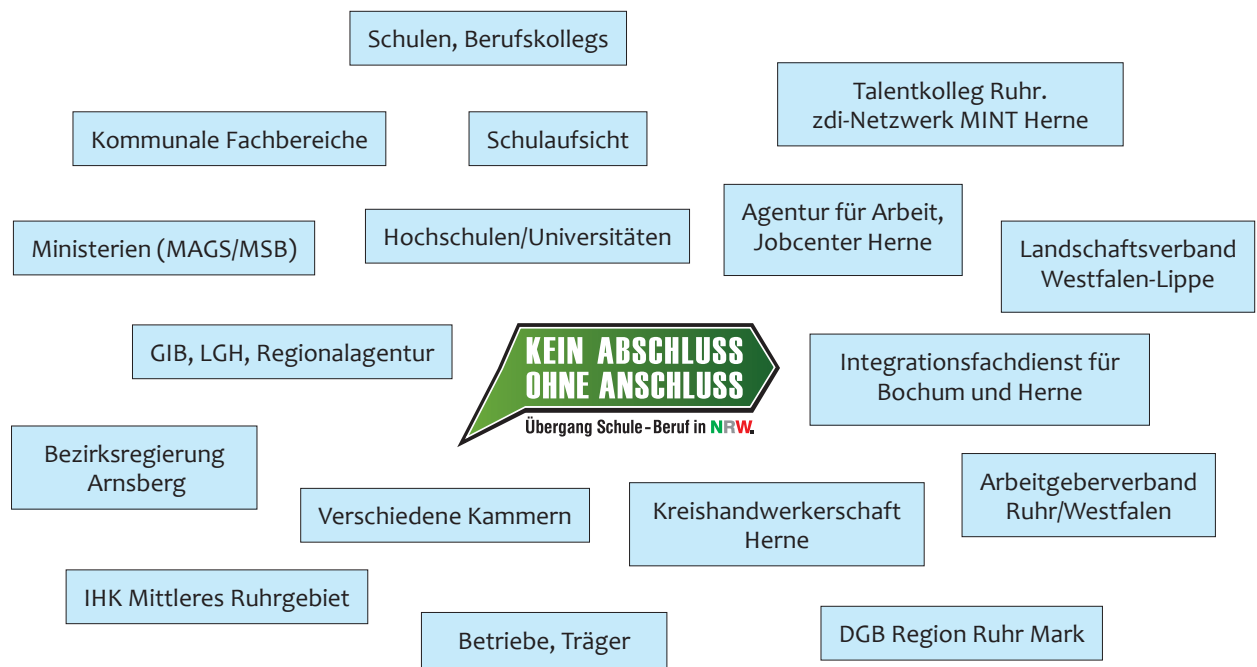 Schulen, Berufskollegs
Talentkolleg Ruhr.
zdi-Netzwerk MINT Herne
Kommunale Fachbereiche
Schulaufsicht
Agentur für Arbeit,
Jobcenter Herne
Ministerien (MAGS/MSB)
Hochschulen/Universitäten
Landschaftsverband
Westfalen-Lippe
GIB, LGH, Regionalagentur
KEIN ABSCHLUSS
OHNE ANSCHLUSS
Übergang Schule-Beruf in NRW.
Integrationsfachdienst für
Bochum und Herne
Bezirksregierung
Arnsberg
Verschiedene Kammern
Kreishandwerkerschaft
Herne
Arbeitgeberverband
Ruhr/Westfalen
IHK Mittleres Ruhrgebiet
Betriebe, Träger
DGB Region Ruhr Mark